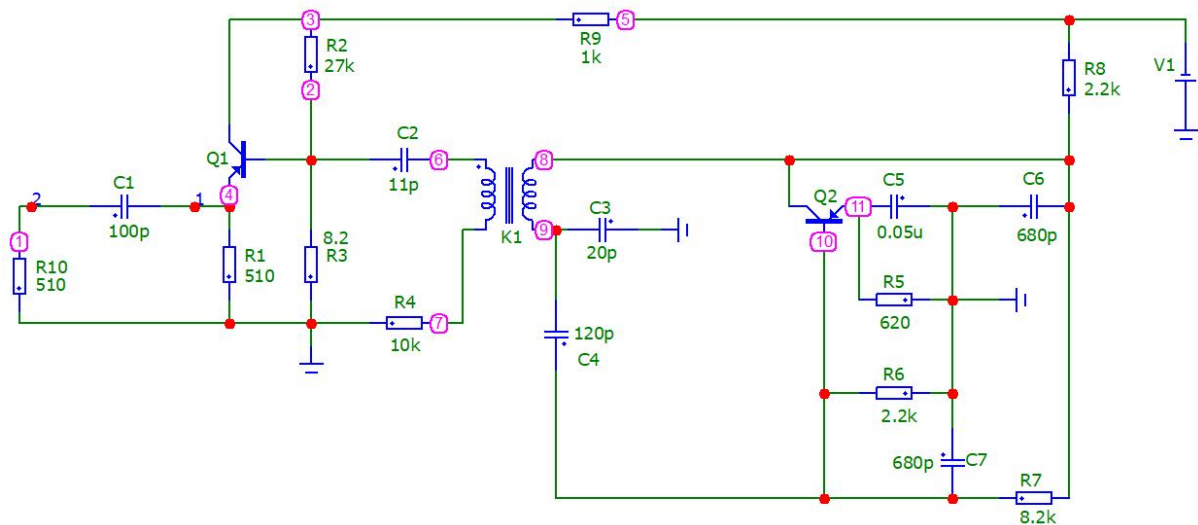 3
R9
5
1k
R2
27k
2
R8
2.2k
V1
Q1
C2
6
11p
8
4
2
C1
1
100p
K1
9
C3
20p
Q2
11
C5
0.05u
C6
680p
10
1
R10
510
R1
510
8.2
R3
R4
7
10k
120p
C4
R5
620
R6
2.2k
680p
C7
R7
8.2k